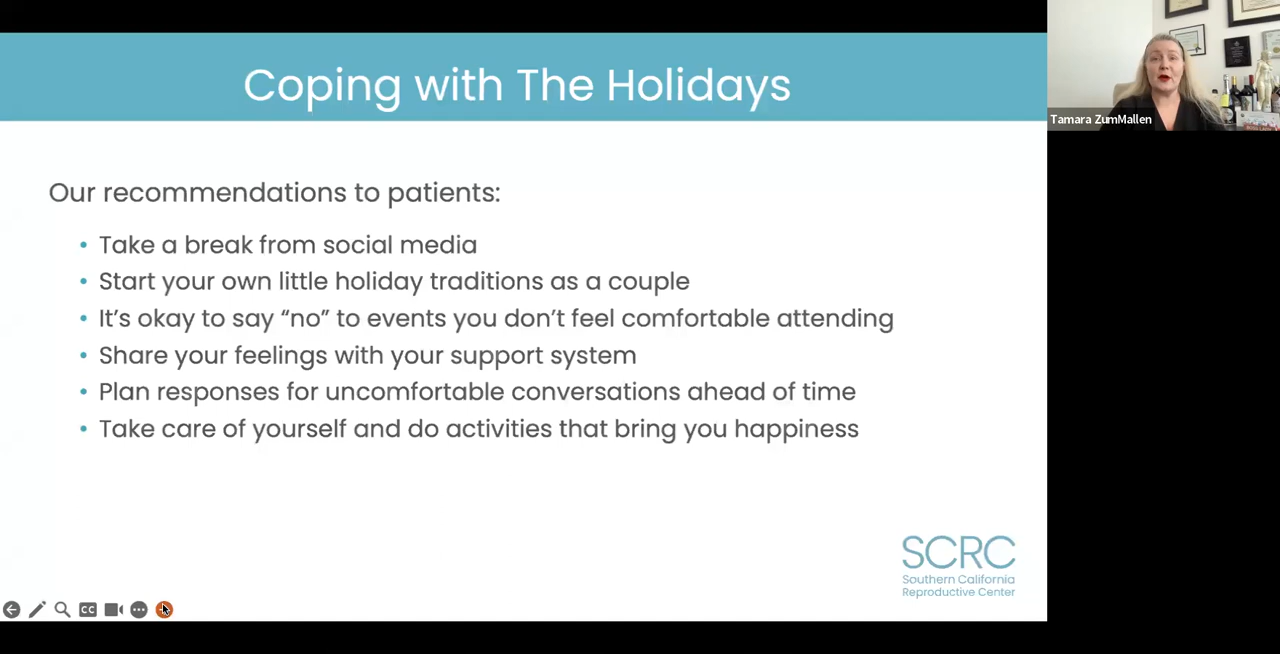 Coping with The Holidays
Our recommendations to patients:
• Take a break from social media
• Start your own little holiday traditions as a couple
• It’s okay to say “no” to events you don’t feel comfortable attending
• Share your feelings with your support system
• Plan responses for uncomfortable conversations ahead of time
• Take care of yourself and do activities that bring you happiness
SCRC
Southern California
Reproductive Center
CC
Tamara ZumMallen